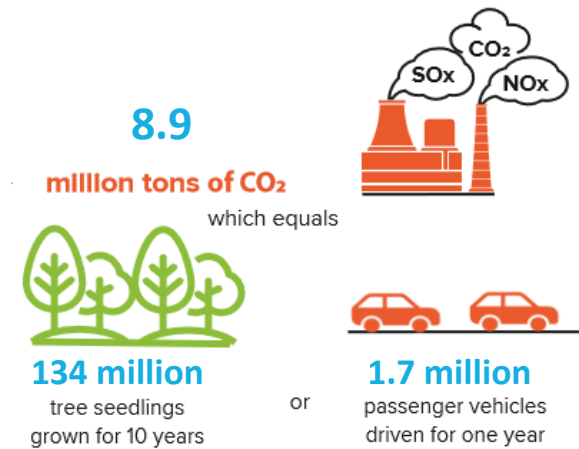 CO₂
SOx
NOx
8.9
million tons of CO₂
which equals
134 million
tree seedlings
grown for 10 years
or
1.7 million
passenger vehicles
driven for one year